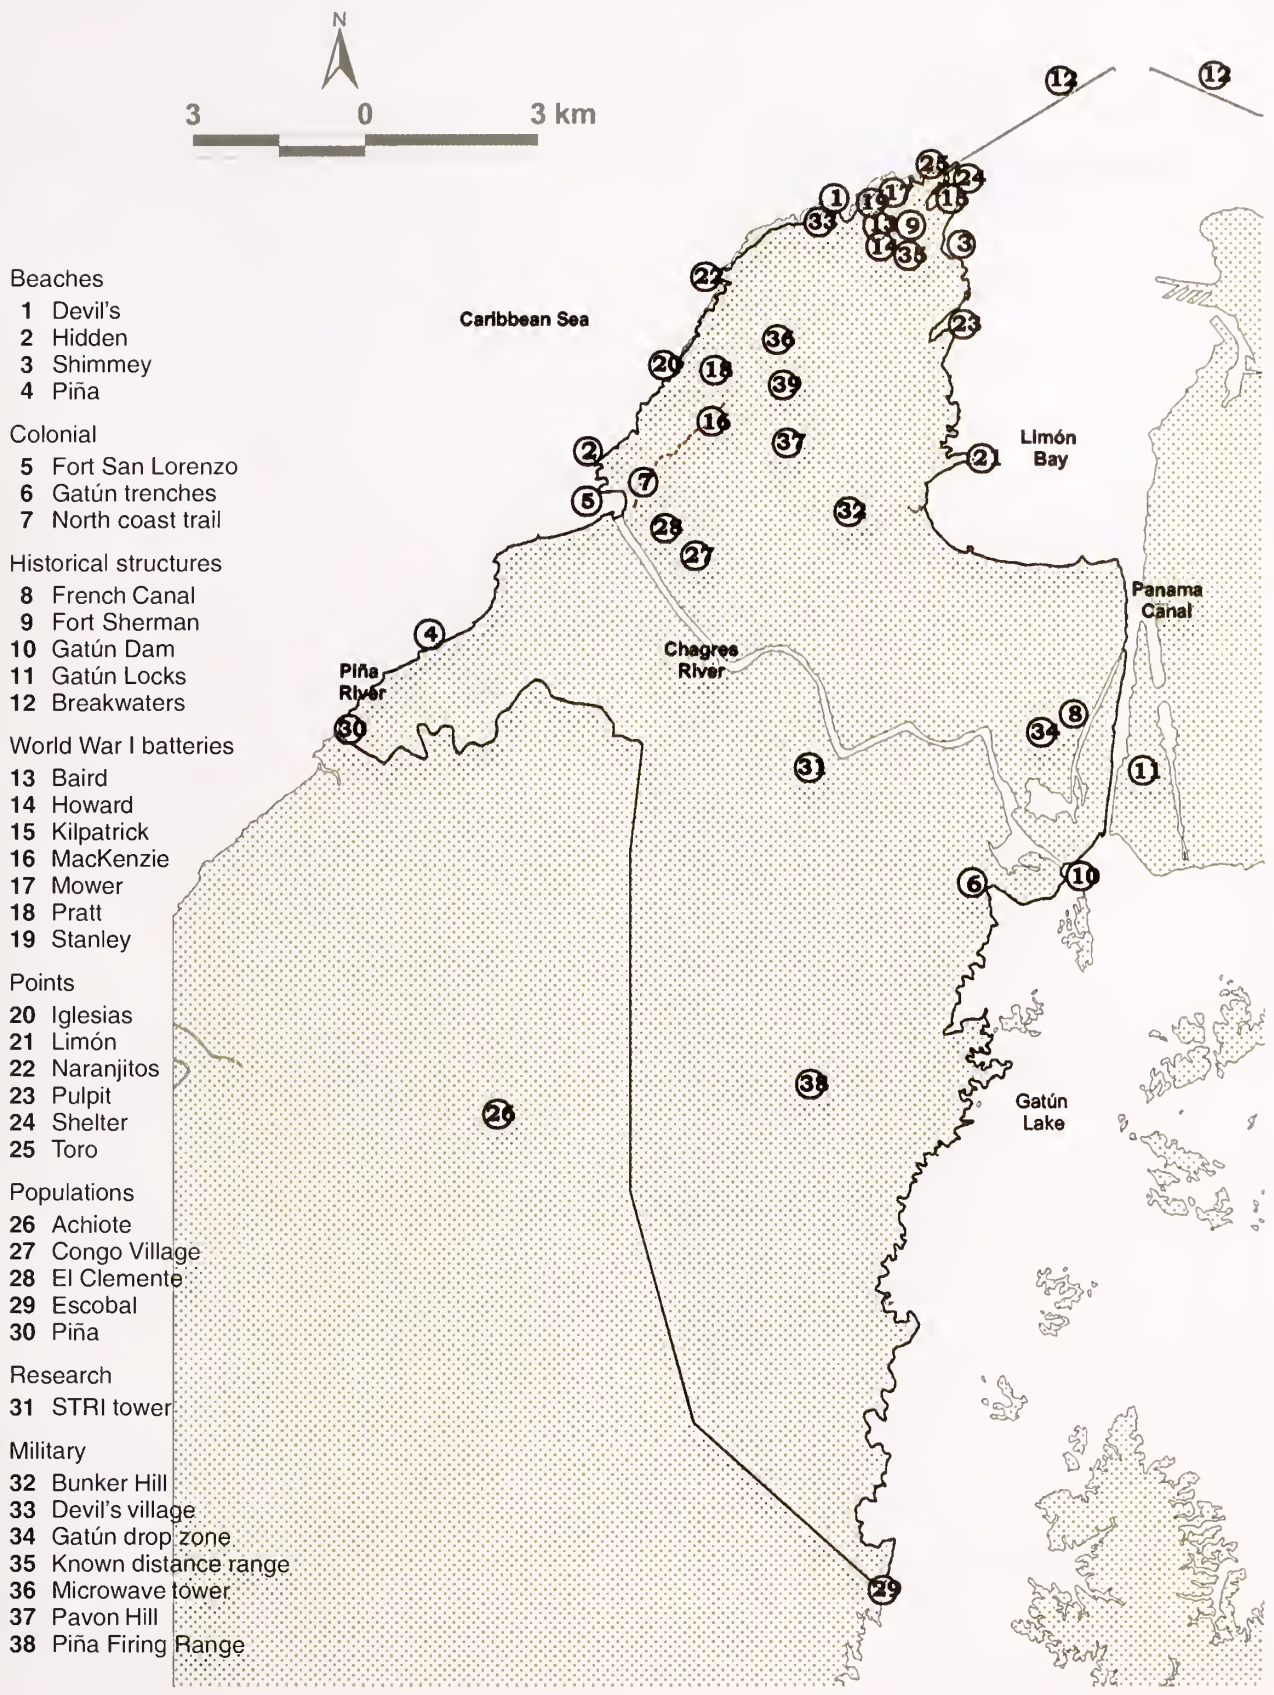 N
3 0 3 km
12 12
25
24
1 19 17 15
33 13 9
14 35 3
22
Caribbean Sea
36 23
20 18 39
16
37
2
Limón
Bay
21
7
5
32
28
27
Panama
Canal
4
Chagres
River
Piña
River
30
8
34
31
11
6
10
38
26
Gatún
Lake
29
Beaches
1 Devil's
2 Hidden
3 Shimmey
4 Piña
Colonial
5 Fort San Lorenzo
6 Gatún trenches
7 North coast trail
Historical structures
8 French Canal
9 Fort Sherman
10 Gatún Dam
11 Gatún Locks
12 Breakwaters
World War I batteries
13 Baird
14 Howard
15 Kilpatrick
16 MacKenzie
17 Mower
18 Pratt
19 Stanley
Points
20 Iglesias
21 Limón
22 Naranjitos
23 Pulpit
24 Shelter
25 Toro
Populations
26 Achiote
27 Congo Village
28 El Clemente
29 Escobal
30 Piña
Research
31 STRI tower
Military
32 Bunker Hill
33 Devil's village
34 Gatún drop zone
35 Known distance range
36 Microwave tower
37 Pavon Hill
38 Piña Firing Range